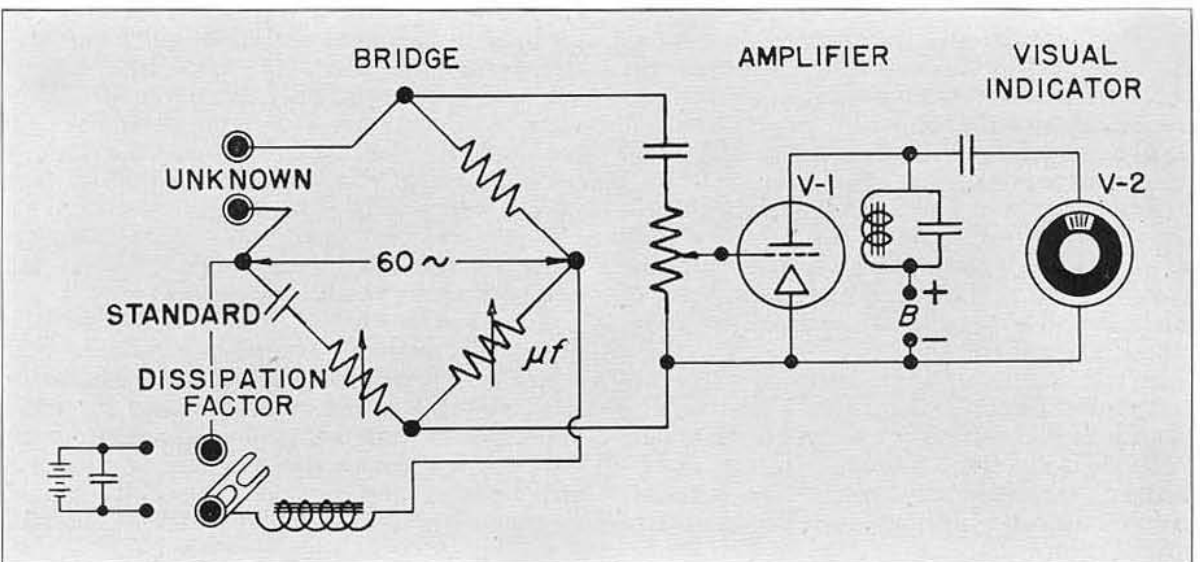 BRIDGE
AMPLIFIER
VISUAL
INDICATOR
UNKNOWN
V-1
V-2
60 ~
STANDARD
+
B
−
μf
DISSIPATION
FACTOR